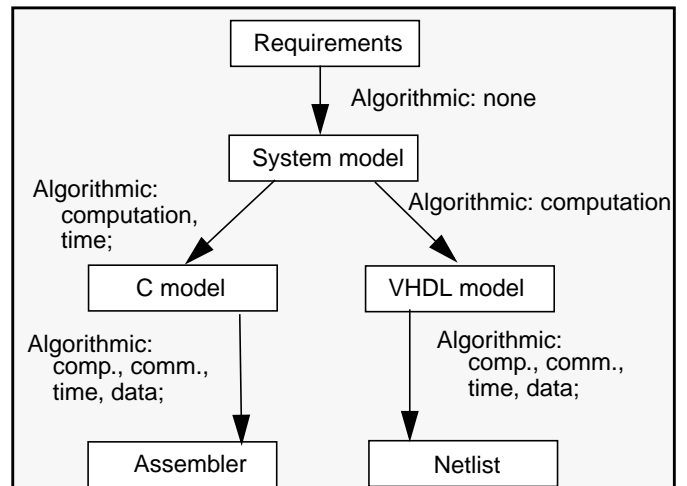 Requirements
Algorithmic: none
System model
Algorithmic:
computation,
time;
Algorithmic: computation
C model
VHDL model
Algorithmic:
comp., comm.,
time, data;
Algorithmic:
comp., comm.,
time, data;
Assembler
Netlist